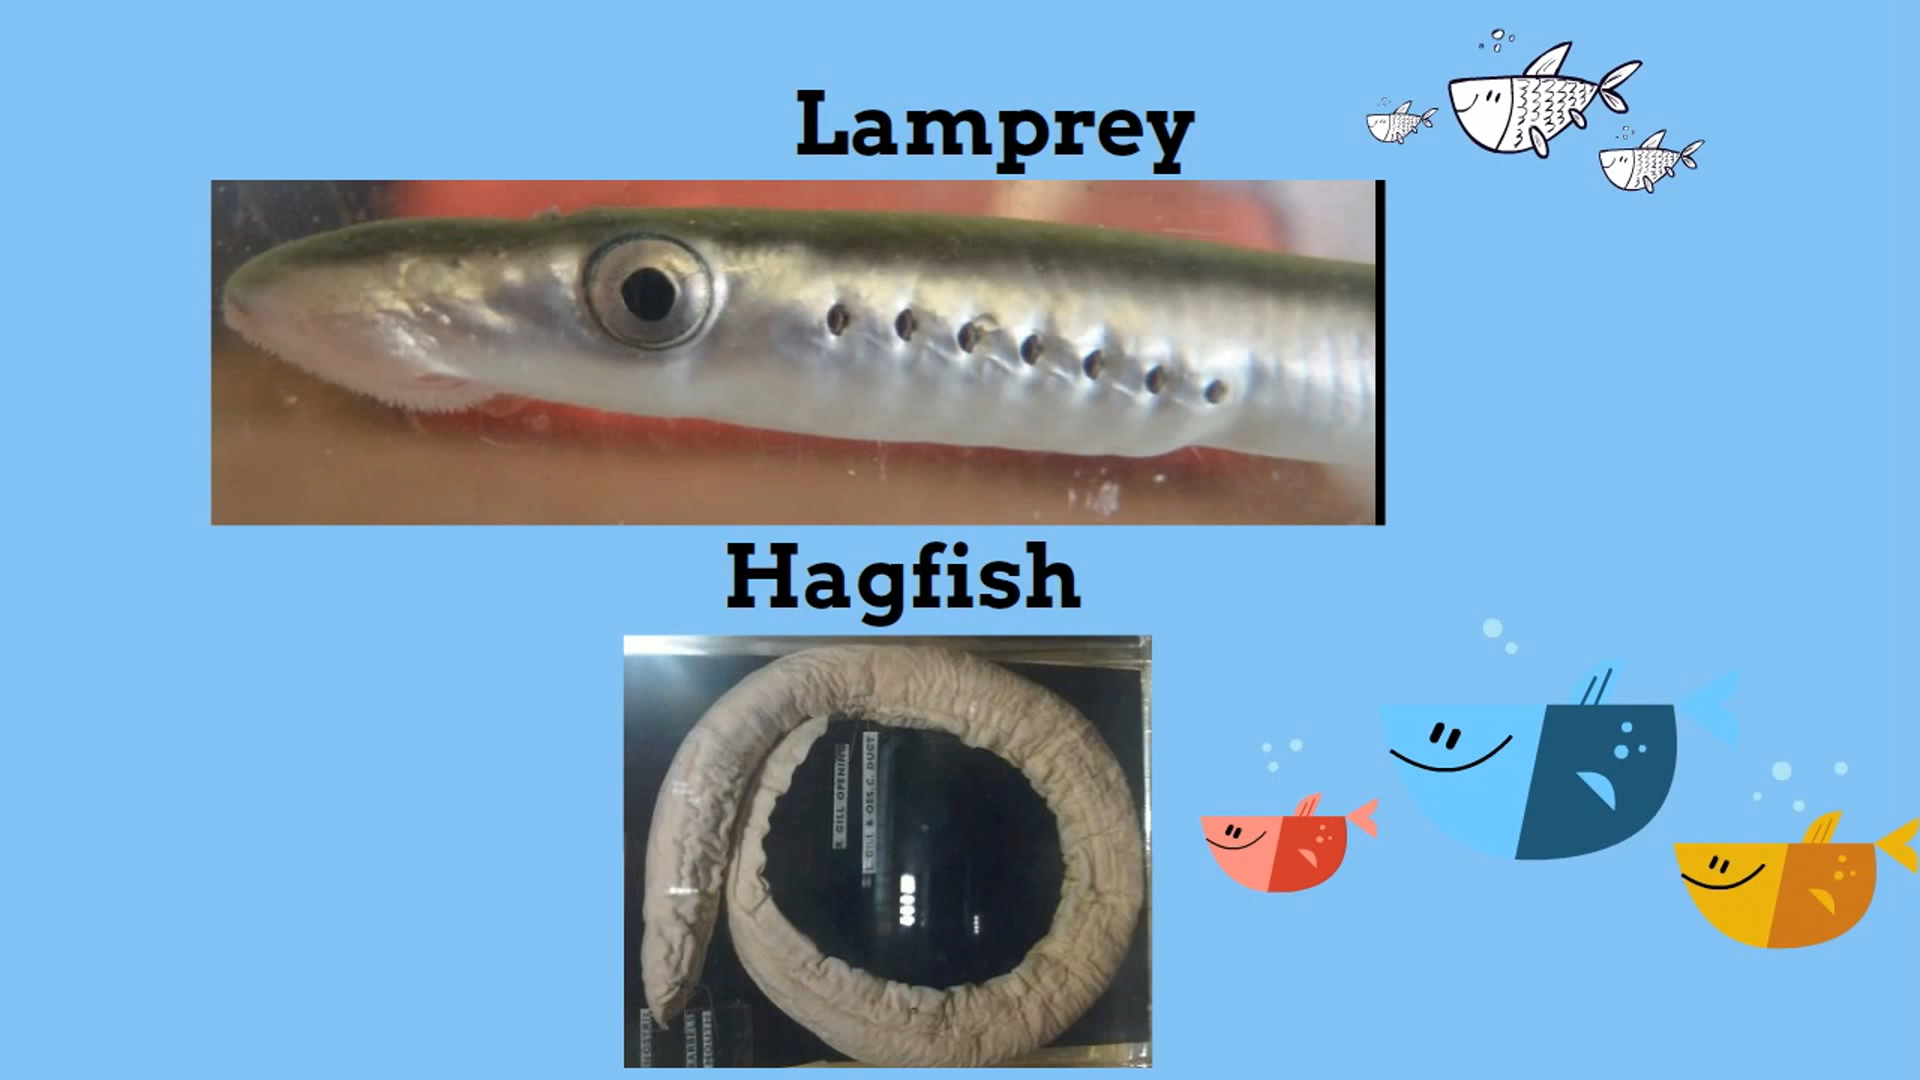 Lamprey
Hagfish
R. GILL OPENING
L. GILL & OES. C. DUCT